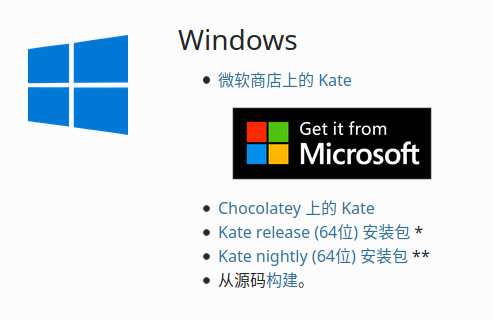 Windows
微软商店上的 Kate
Get it from
Microsoft
Chocolatey 上的 Kate
Kate release (64位) 安装包 *
Kate nightly (64位) 安装包 **
从源码构建。